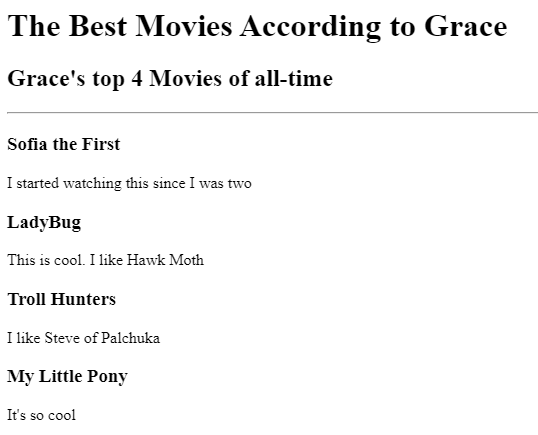 The Best Movies According to Grace
Grace's top 4 Movies of all-time
Sofia the First
I started watching this since I was two
LadyBug
This is cool. I like Hawk Moth
Troll Hunters
I like Steve of Palchuka
My Little Pony
It's so cool